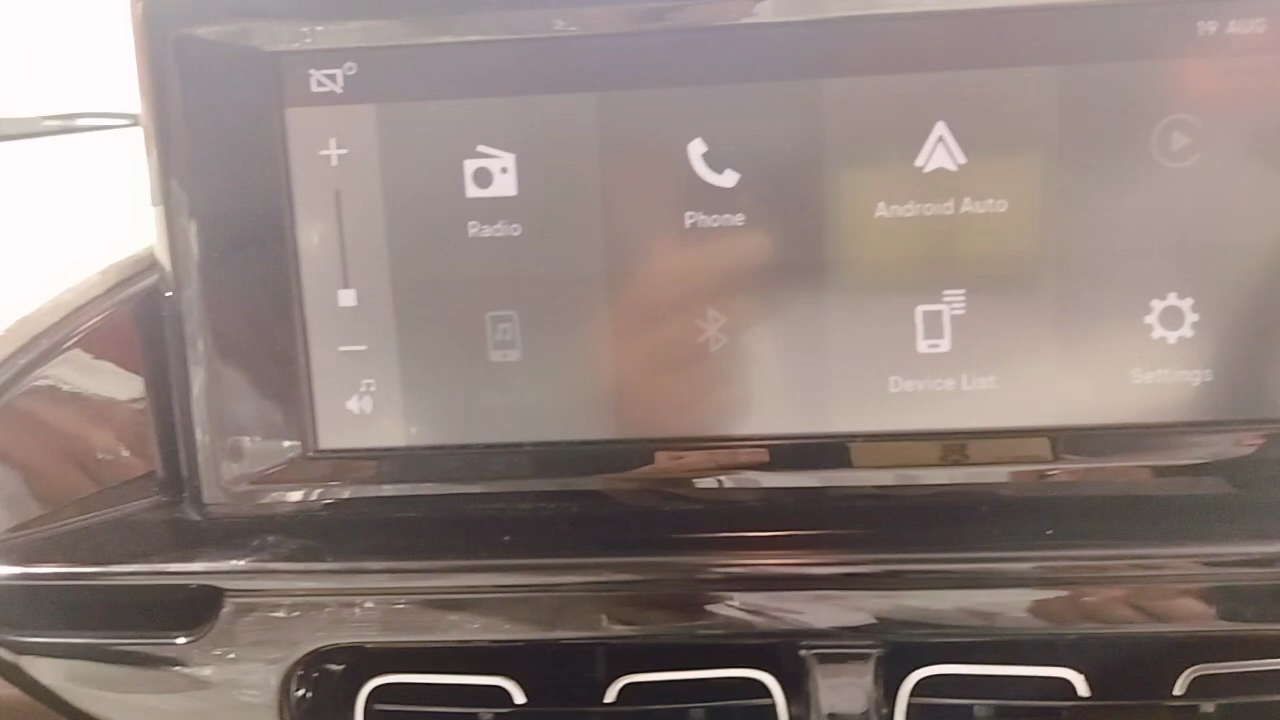 19 AUG
Radio
Phone
Android Auto
Device List
Settings